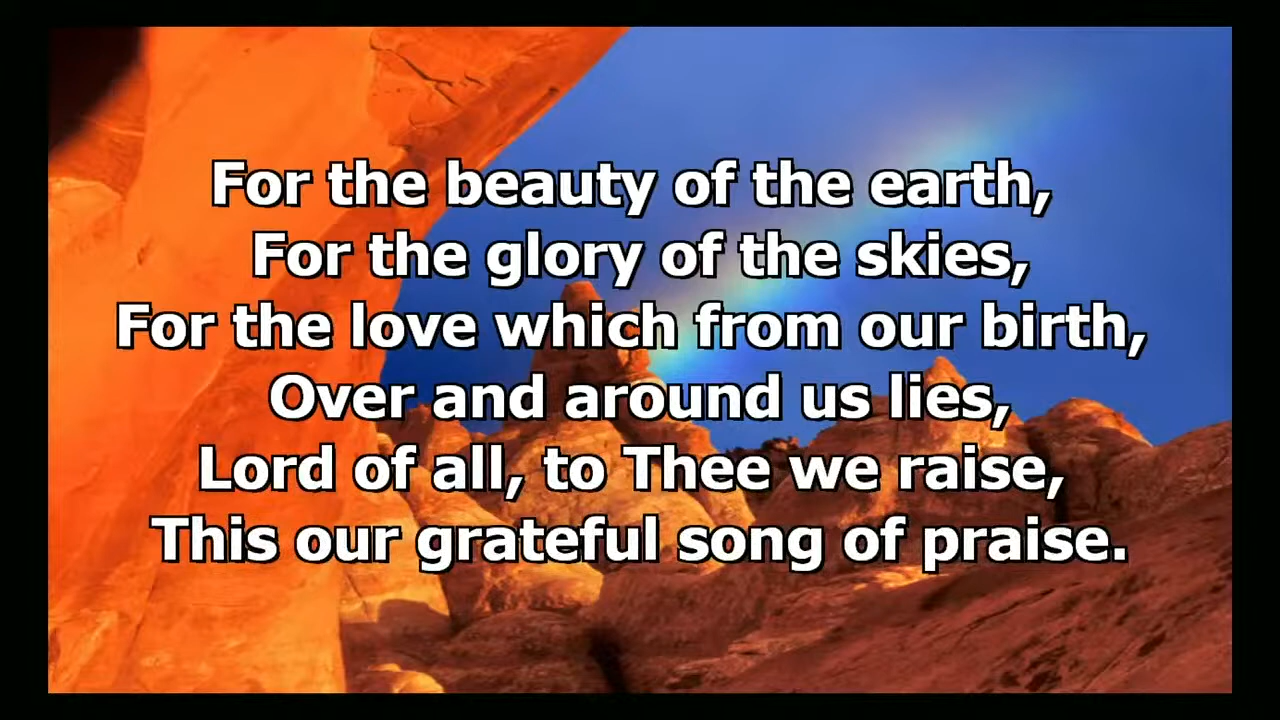 For the beauty of the earth,
For the glory of the skies,
For the love which from our birth,
Over and around us lies,
Lord of all, to Thee we raise,
This our grateful song of praise.